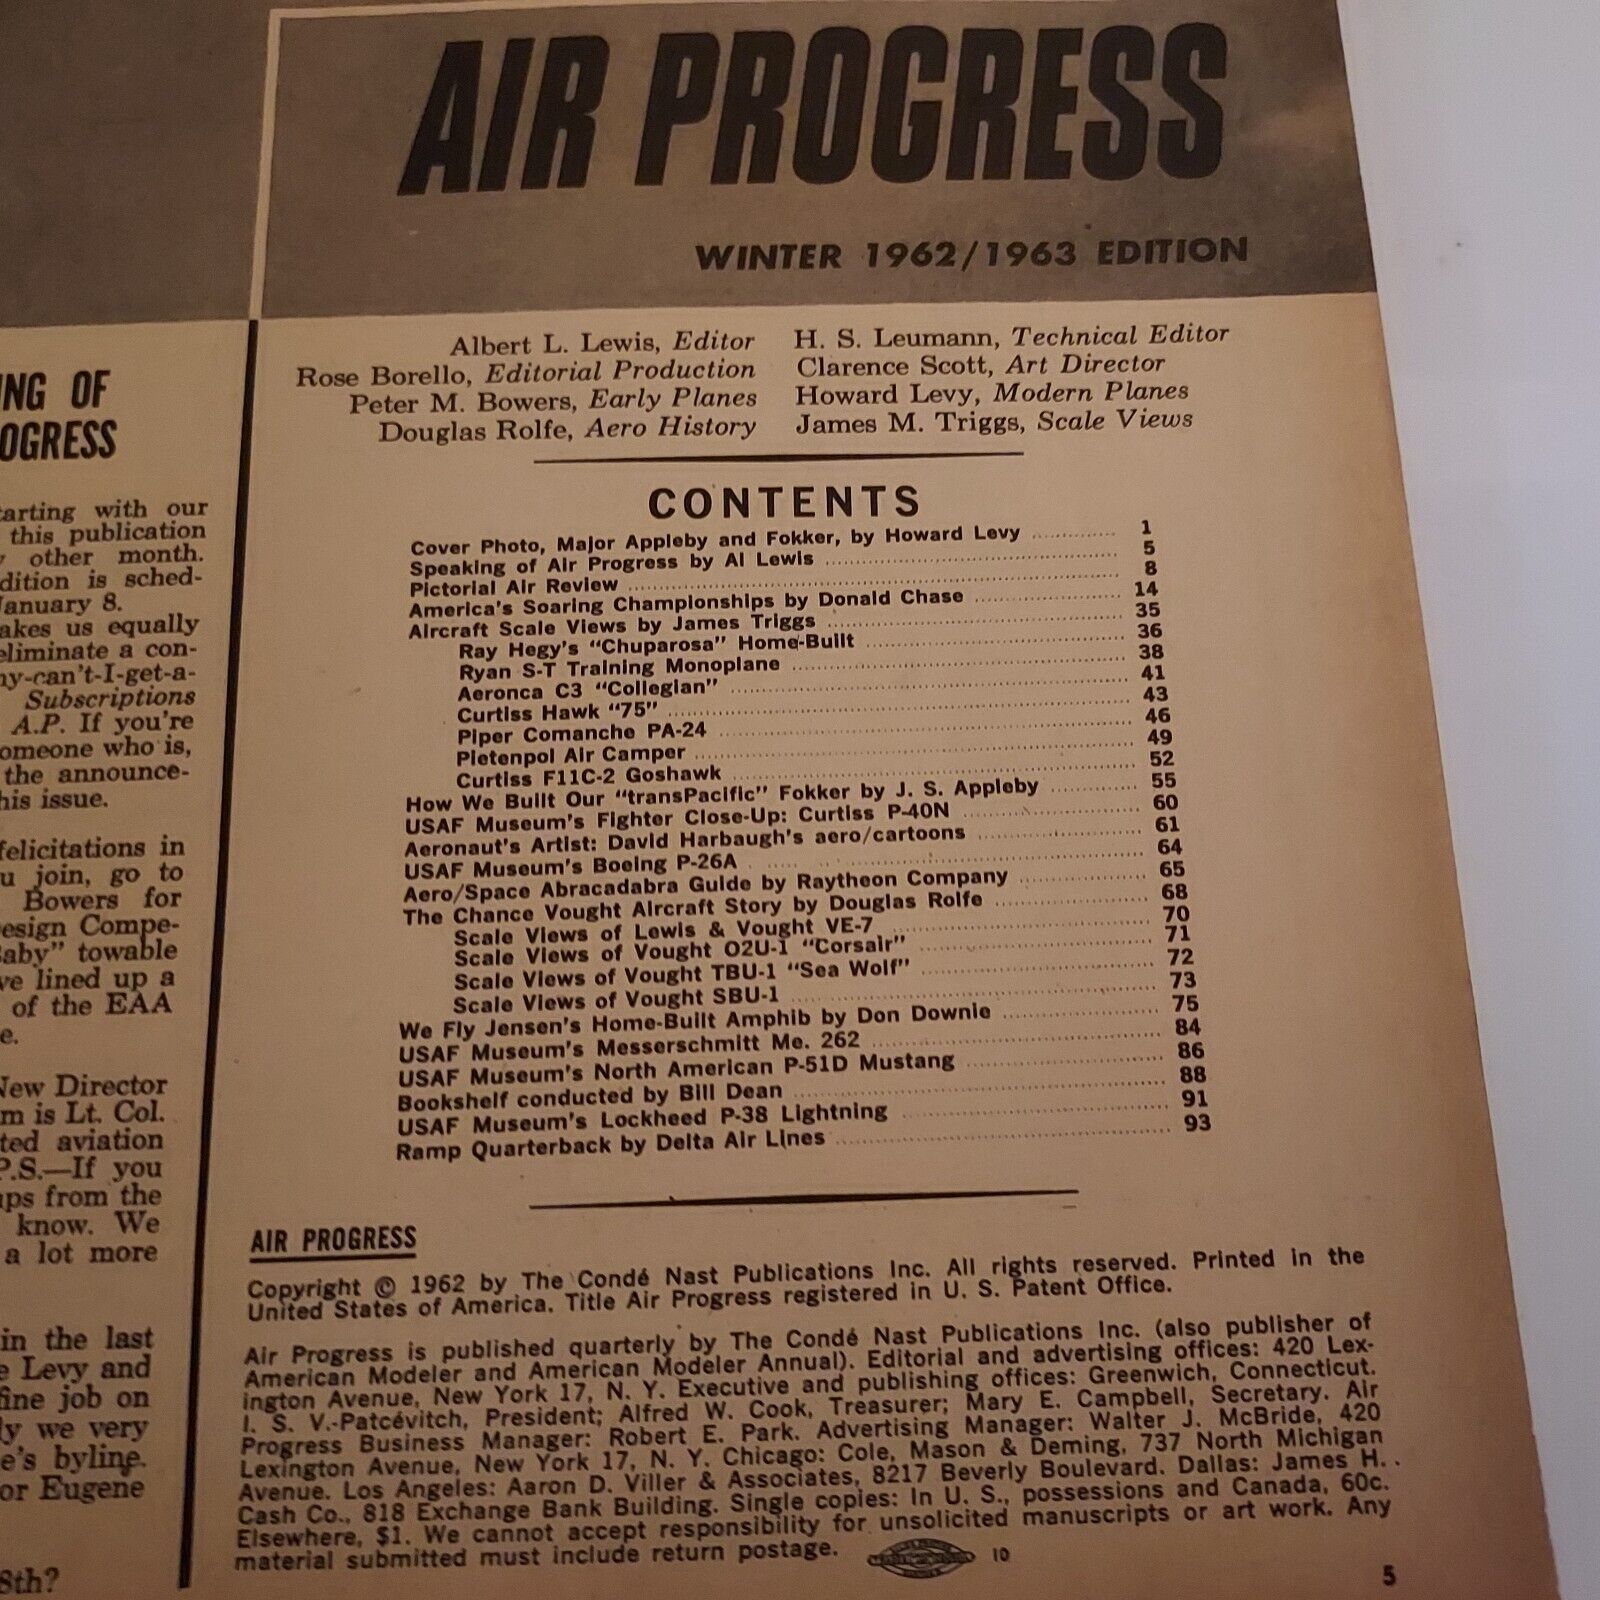 AIR PROGRESS
WINTER 1962/1963 EDITION
Albert L. Lewis, Editor
Rose Borello, Editorial Production
Peter M. Bowers, Early Planes
Douglas Rolfe, Aero History
H. S. Leumann, Technical Editor
Clarence Scott, Art Director
Howard Levy, Modern Planes
James M. Triggs, Scale Views
CONTENTS
Cover Photo, Major Appleby and Fokker, by Howard Levy 1
Speaking of Air Progress by Al Lewis 5
Pictorial Air Review 8
America's Soaring Championships by Donald Chase 14
Aircraft Scale Views by James Triggs 35
Ray Hegy's "Chuparosa" Home-Built 36
Ryan S-T Training Monoplane 38
Aeronca C3 "Collegian" 41
Curtiss Hawk "75" 43
Piper Comanche PA-24 46
Pietenpol Air Camper 49
Curtiss F11C-2 Goshawk 52
How We Built Our "transPacific" Fokker by J. S. Appleby 55
USAF Museum's Fighter Close-Up: Curtiss P-40N 60
Aeronaut's Artist: David Harbaugh's aero/cartoons 61
USAF Museum's Boeing P-26A 64
Aero/Space Abracadabra Guide by Raytheon Company 65
The Chance Vought Aircraft Story by Douglas Rolfe 68
Scale Views of Lewis & Vought VE-7 70
Scale Views of Vought O2U-1 "Corsair" 71
Scale Views of Vought TBU-1 "Sea Wolf" 72
Scale Views of Vought SBU-1 73
We Fly Jensen's Home-Built Amphib by Don Downie 75
USAF Museum's Messerschmitt Me. 262 84
USAF Museum's North American P-51D Mustang 86
Bookshelf conducted by Bill Dean 88
USAF Museum's Lockheed P-38 Lightning 91
Ramp Quarterback by Delta Air Lines 93
AIR PROGRESS
Copyright © 1962 by The Condé Nast Publications Inc. All rights reserved. Printed in the
United States of America. Title Air Progress registered in U. S. Patent Office.
Air Progress is published quarterly by The Condé Nast Publications Inc. (also publisher of
American Modeler and American Modeler Annual). Editorial and advertising offices: 420 Lex-
ington Avenue, New York 17, N. Y. Executive and publishing offices: Greenwich, Connecticut.
I. S. V.-Patcévitch, President; Alfred W. Cook, Treasurer; Mary E. Campbell, Secretary. Air
Progress Business Manager: Robert E. Park. Advertising Manager: Walter J. McBride, 420
Lexington Avenue, New York 17, N. Y. Chicago: Cole, Mason & Deming, 737 North Michigan
Avenue. Los Angeles: Aaron D. Viller & Associates, 8217 Beverly Boulevard. Dallas: James H.
Cash Co., 818 Exchange Bank Building. Single copies: In U. S., possessions and Canada, 60c.
Elsewhere, $1. We cannot accept responsibility for unsolicited manuscripts or art work. Any
material submitted must include return postage. 10
5
NG OF
OGRESS
tarting with our
this publication
y other month.
dition is sched-
January 8.
akes us equally
eliminate a con-
hy-can't-I-get-a-
Subscriptions
A.P. If you're
omeone who is,
the announce-
his issue.
felicitations in
u join, go to
Bowers for
esign Compe-
aby" towable
ve lined up a
of the EAA
e.
New Director
m is Lt. Col.
ted aviation
P.S.—If you
ps from the
know. We
a lot more
in the last
e Levy and
fine job on
ly we very
e's byline.
or Eugene
8th?